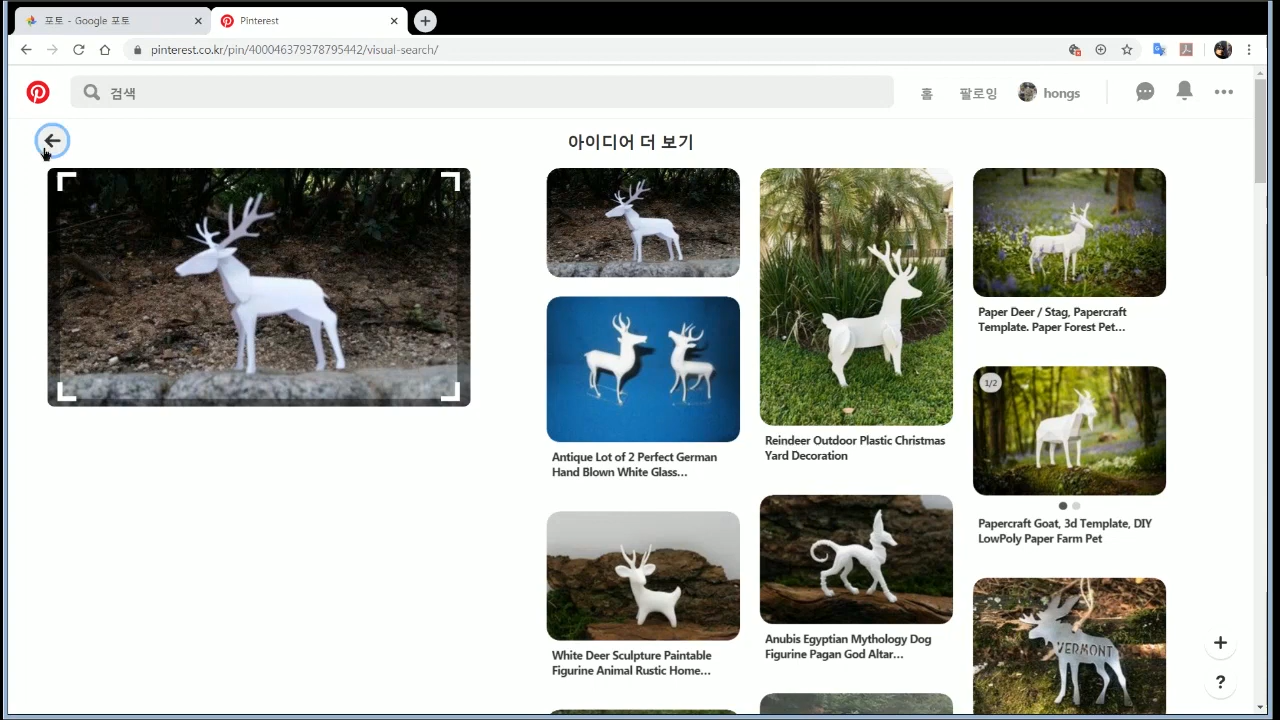 포토 - Google 포토
Pinterest
pinterest.co.kr/pin/400046379378795442/visual-search/
검색
홈
팔로잉
hongs
아이디어 더 보기
Antique Lot of 2 Perfect German
Hand Blown White Glass...
White Deer Sculpture Paintable
Figurine Animal Rustic Home...
Reindeer Outdoor Plastic Christmas
Yard Decoration
Anubis Egyptian Mythology Dog
Figurine Pagan God Altar...
Paper Deer / Stag, Papercraft
Template. Paper Forest Pet...
1/2
Papercraft Goat, 3d Template, DIY
LowPoly Paper Farm Pet
VERMONT
+
?